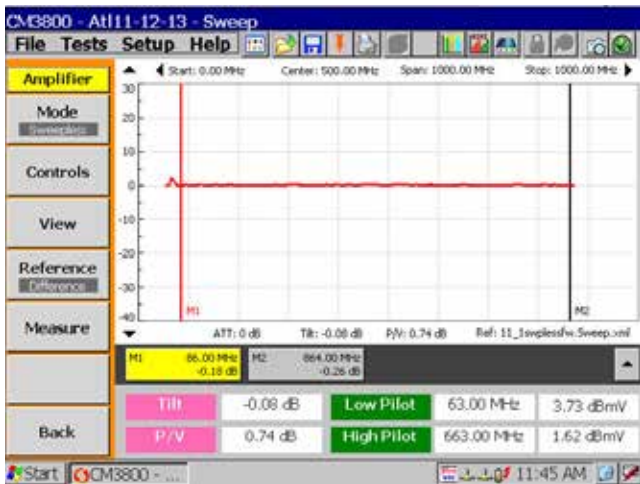 CM3800 - Atl11-12-13 - Sweep
File Tests Setup Help
Amplifier
Mode
Sweepless
Controls
View
Reference
Difference
Measure
Back
Start: 0.00 MHz Center: 500.00 MHz Span: 1000.00 MHz Stop: 1000.00 MHz
30
20
10
0
-10
-20
-30
-40
M1 M2
ATT: 0 dB Tilt: -0.08 dB P/V: 0.74 dB Ref: 11_1swplessfw.Sweep.xml
M1 86.00 MHz M2 864.00 MHz
-0.18 dB -0.26 dB
Tilt -0.08 dB Low Pilot 63.00 MHz 3.73 dBmV
P/V 0.74 dB High Pilot 663.00 MHz 1.62 dBmV
Start CM3800 - ... 11:45 AM